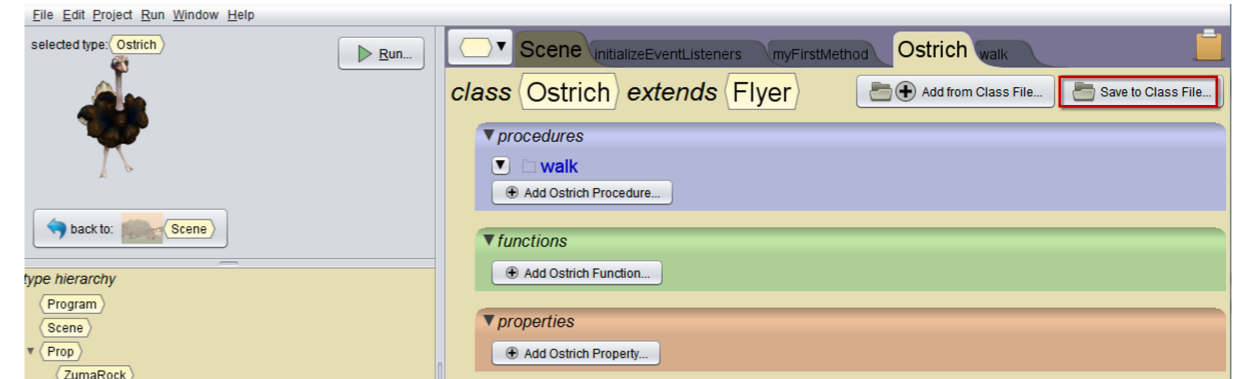 File Edit Project Run Window Help
selected type: Ostrich
Run...
back to: Scene
type hierarchy
Program
Scene
Prop
ZumaRock
Scene initializeEventListeners myFirstMethod Ostrich walk
class Ostrich extends Flyer
Add from Class File...
Save to Class File...
procedures
walk
Add Ostrich Procedure...
functions
Add Ostrich Function...
properties
Add Ostrich Property...